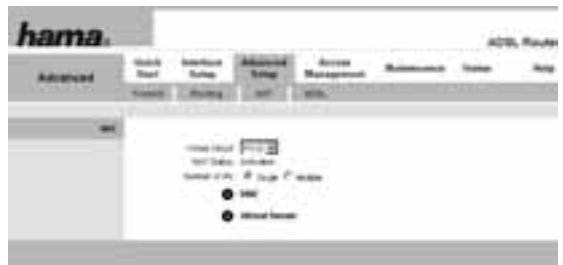 hama
ADSL Router
Advanced
Quick Start
Interface Setup
Advanced Setup
Access Management
Maintenance
Status
Help
Firewall
Routing
NAT
ADSL
NAT
Virtual Circuit
NAT Status
Number of IPs
Single
Multiple
DMZ
Virtual Server